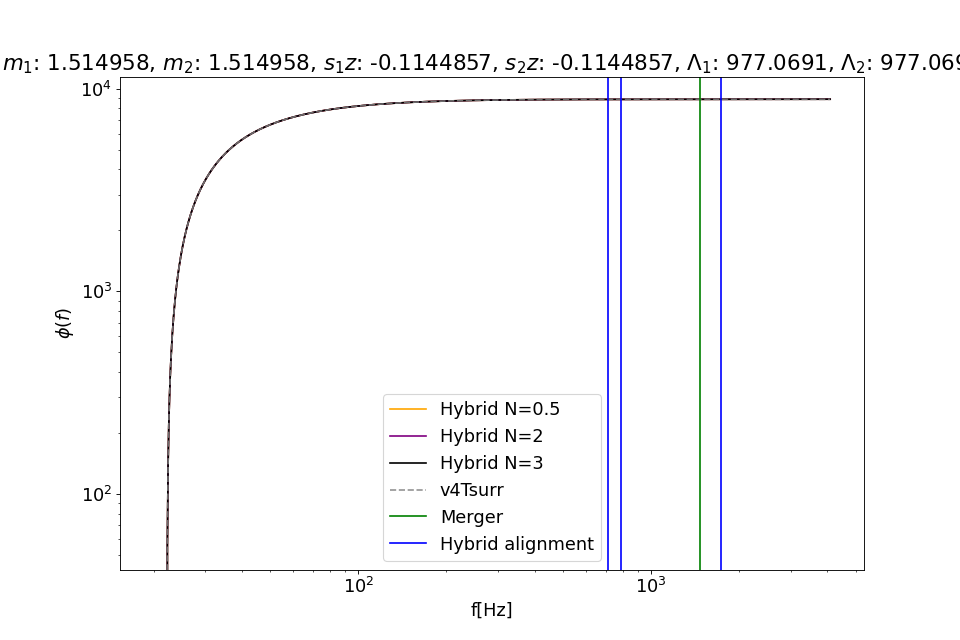 m₁: 1.514958, m₂: 1.514958, s₁z: -0.1144857, s₂z: -0.1144857, Λ₁: 977.0691, Λ₂: 977.069
10⁴
10³
10²
ϕ(f)
Hybrid N=0.5
Hybrid N=2
Hybrid N=3
v4Tsurr
Merger
Hybrid alignment
10²
10³
f[Hz]